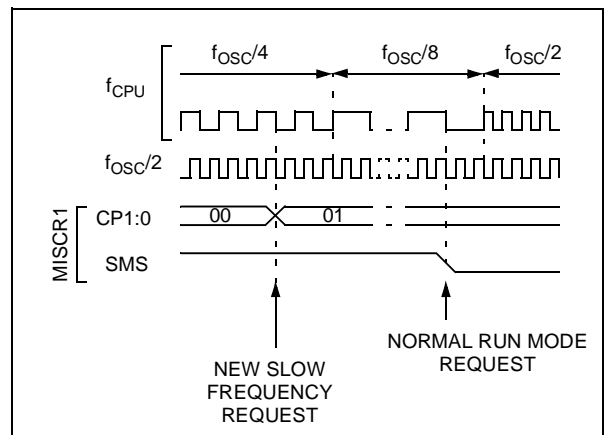 fOSC/4 fOSC/8 fOSC/2
fCPU
fOSC/2
MISCR1
CP1:0 00 01
SMS
NEW SLOW
FREQUENCY
REQUEST
NORMAL RUN MODE
REQUEST